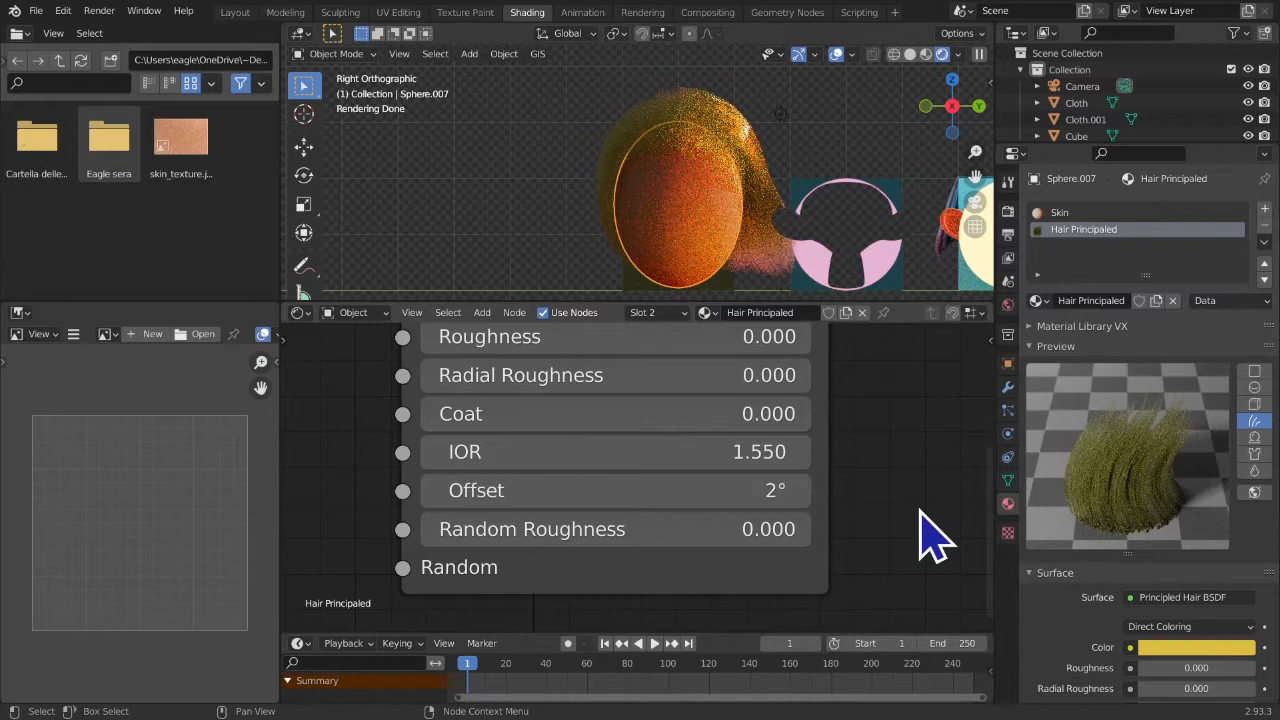 File Edit Render Window Help
Layout Modeling Sculpting UV Editing Texture Paint Shading Animation Rendering Compositing Geometry Nodes Scripting +
Scene
View Layer
View Select
C:\Users\eagle\OneDrive\~De...
Cartella delle...
Eagle sera
skin_texture.j...
Global
Options
Object Mode View Select Add Object GIS
Right Orthographic
(1) Collection | Sphere.007
Rendering Done
Z
X
Y
Scene Collection
Collection
Camera
Cloth
Cloth.001
Cube
Sphere.007 Hair Principaled
Skin
Hair Principaled
Hair Principaled Data
Material Library VX
Preview
Surface
Surface Principled Hair BSDF
Direct Coloring
Color
Roughness 0.000
Radial Roughness 0.000
View New Open
Object View Select Add Node Use Nodes Slot 2 Hair Principaled
Roughness 0.000
Radial Roughness 0.000
Coat 0.000
IOR 1.550
Offset 2°
Random Roughness 0.000
Random
Hair Principaled
Playback Keying View Marker 1 Start 1 End 250
1 20 40 60 80 100 120 140 160 180 200 220 240
Summary
Select Box Select Pan View Node Context Menu 2.93.3